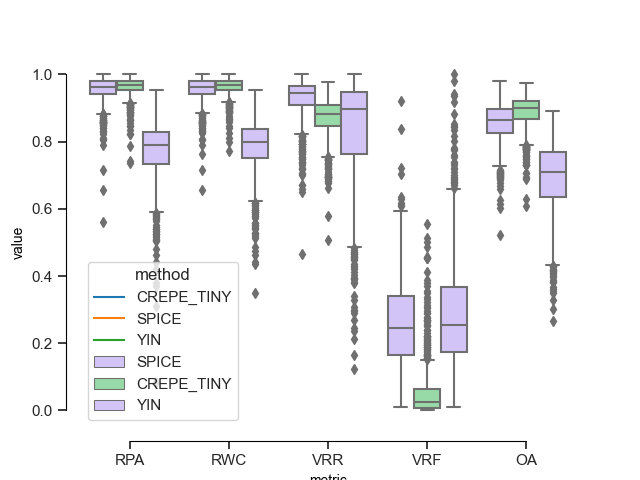 1.0
0.8
0.6
0.4
0.2
0.0
value
method
CREPE_TINY
SPICE
YIN
SPICE
CREPE_TINY
YIN
RPA RWC VRR VRF OA
metric